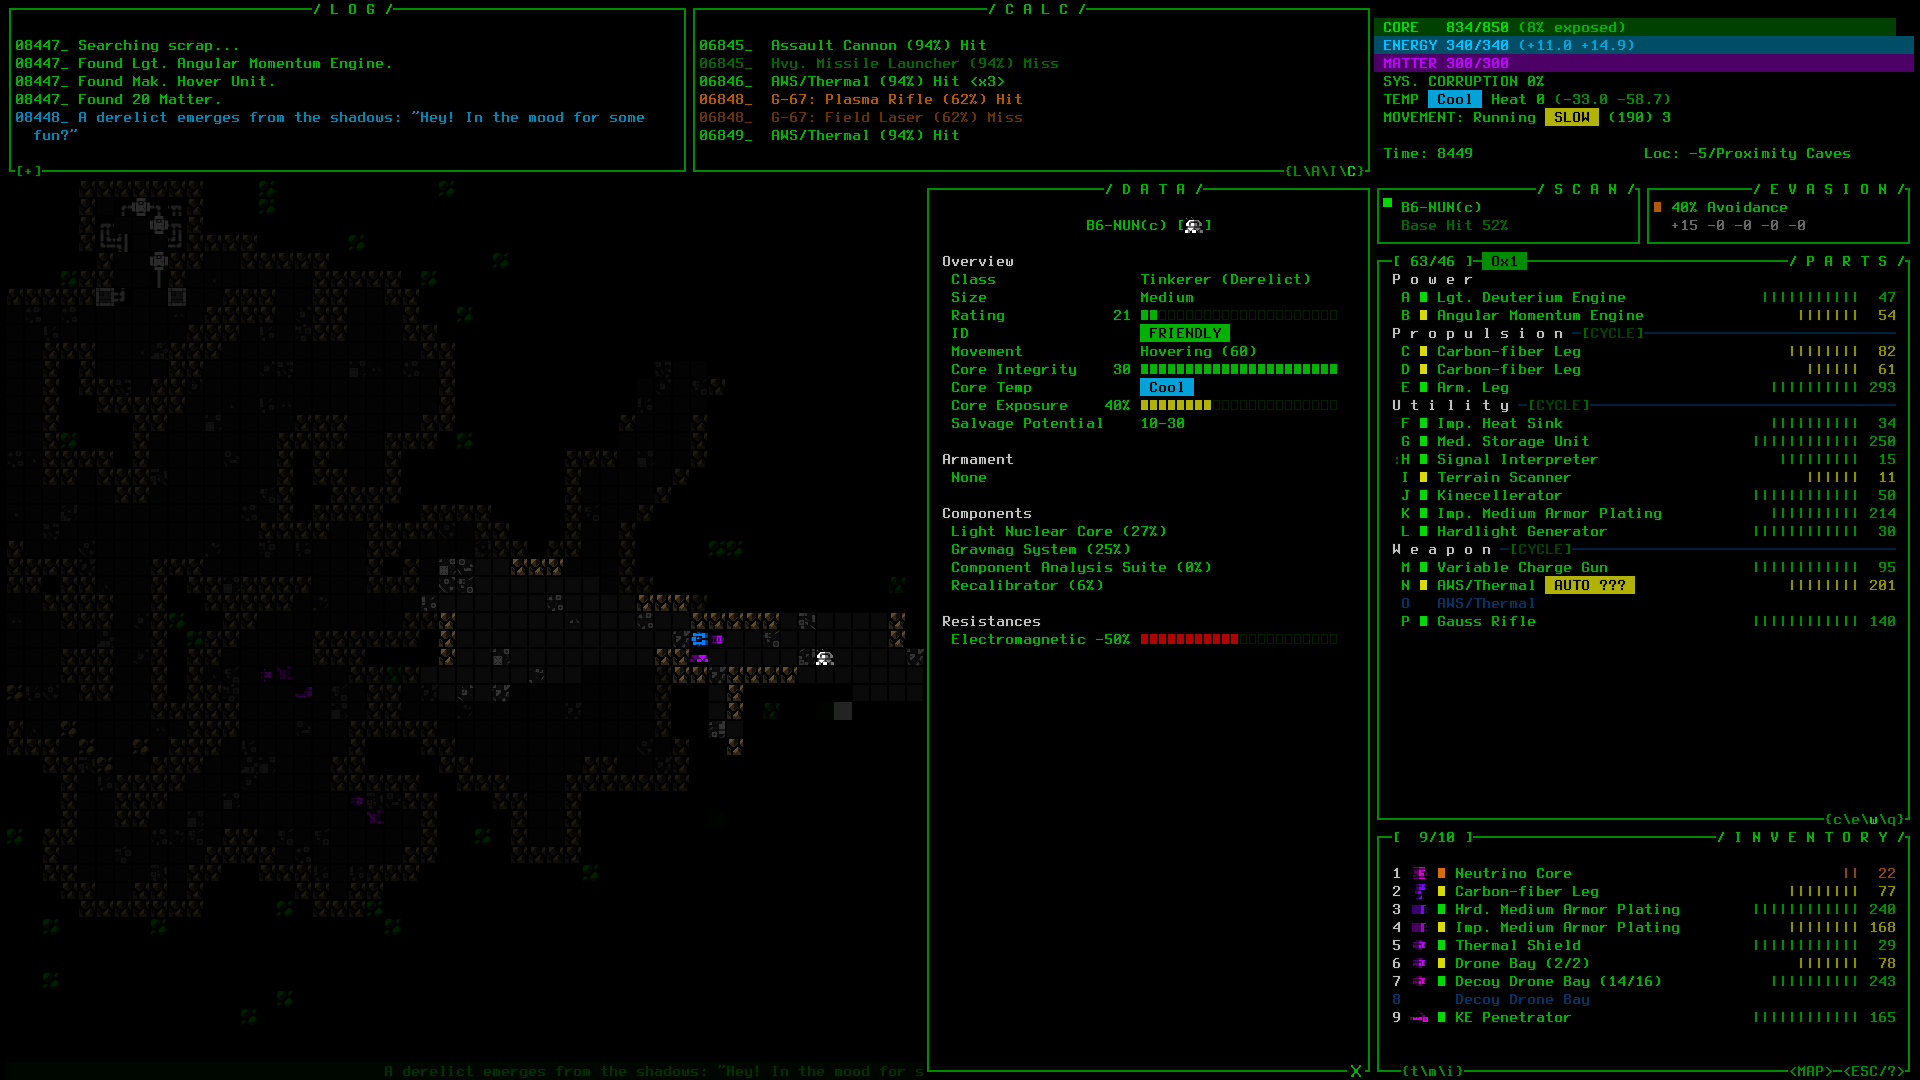 / L O G /
08447_ Searching scrap...
08447_ Found Lgt. Angular Momentum Engine.
08447_ Found Mak. Hover Unit.
08447_ Found 20 Matter.
08448_ A derelict emerges from the shadows: "Hey! In the mood for some
fun?"
[+]
/ C A L C /
06845_ Assault Cannon (94%) Hit
06845_ Hvy. Missile Launcher (94%) Miss
06846_ AWS/Thermal (94%) Hit <x3>
06848_ G-67: Plasma Rifle (62%) Hit
06848_ G-67: Field Laser (62%) Miss
06849_ AWS/Thermal (94%) Hit
{L\A\I\C}
CORE 834/850 (8% exposed)
ENERGY 340/340 (+11.0 +14.9)
MATTER 300/300
SYS. CORRUPTION 0%
TEMP Cool Heat 0 (-33.0 -58.7)
MOVEMENT: Running SLOW (190) 3
Time: 8449 Loc: -5/Proximity Caves
/ D A T A /
B6-NUN(c) [ ]
Overview
Class Tinkerer (Derelict)
Size Medium
Rating 21
ID FRIENDLY
Movement Hovering (60)
Core Integrity 30
Core Temp Cool
Core Exposure 40%
Salvage Potential 10-30
Armament
None
Components
Light Nuclear Core (27%)
Gravmag System (25%)
Component Analysis Suite (0%)
Recalibrator (6%)
Resistances
Electromagnetic -50%
X
/ S C A N /
B6-NUN(c)
Base Hit 52%
/ E V A S I O N /
40% Avoidance
+15 -0 -0 -0 -0
[ 63/46 ] 0x1 / P A R T S /
P o w e r
A Lgt. Deuterium Engine 47
B Angular Momentum Engine 54
P r o p u l s i o n [CYCLE]
C Carbon-fiber Leg 82
D Carbon-fiber Leg 61
E Arm. Leg 293
U t i l i t y [CYCLE]
F Imp. Heat Sink 34
G Med. Storage Unit 250
:H Signal Interpreter 15
I Terrain Scanner 11
J Kinecellerator 50
K Imp. Medium Armor Plating 214
L Hardlight Generator 30
W e a p o n [CYCLE]
M Variable Charge Gun 95
N AWS/Thermal AUTO ??? 201
O AWS/Thermal
P Gauss Rifle 140
{c\e\w\q}
[ 9/10 ] / I N V E N T O R Y /
1 Neutrino Core 22
2 Carbon-fiber Leg 77
3 Hrd. Medium Armor Plating 240
4 Imp. Medium Armor Plating 168
5 Thermal Shield 29
6 Drone Bay (2/2) 78
7 Decoy Drone Bay (14/16) 243
8 Decoy Drone Bay
9 KE Penetrator 165
{t\m\i} <MAP> <ESC/?>
A derelict emerges from the shadows: "Hey! In the mood for s